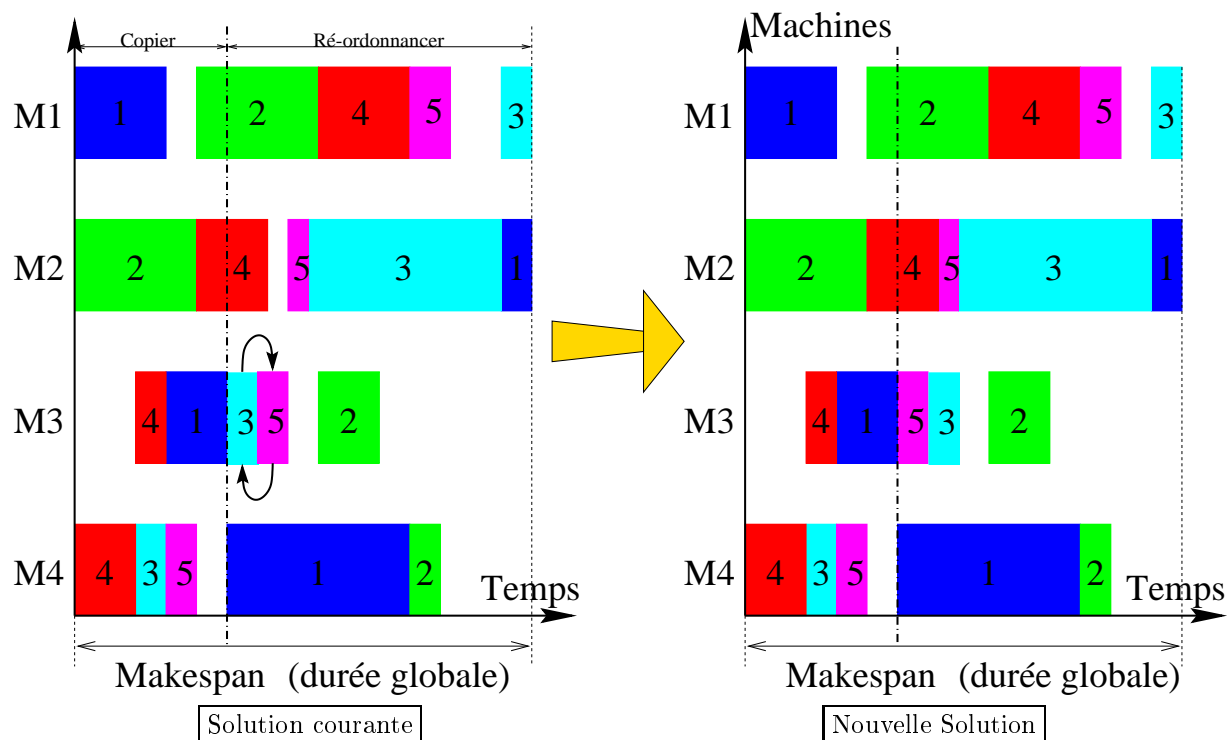 Copier Ré-ordonnancer
M1 1 2 4 5 3
M2 2 4 5 3 1
M3 4 1 3 5 2
M4 4 3 5 1 2
Temps
Makespan (durée globale)
Solution courante
Machines
M1 1 2 4 5 3
M2 2 4 5 3 1
M3 4 1 5 3 2
M4 4 3 5 1 2
Temps
Makespan (durée globale)
Nouvelle Solution